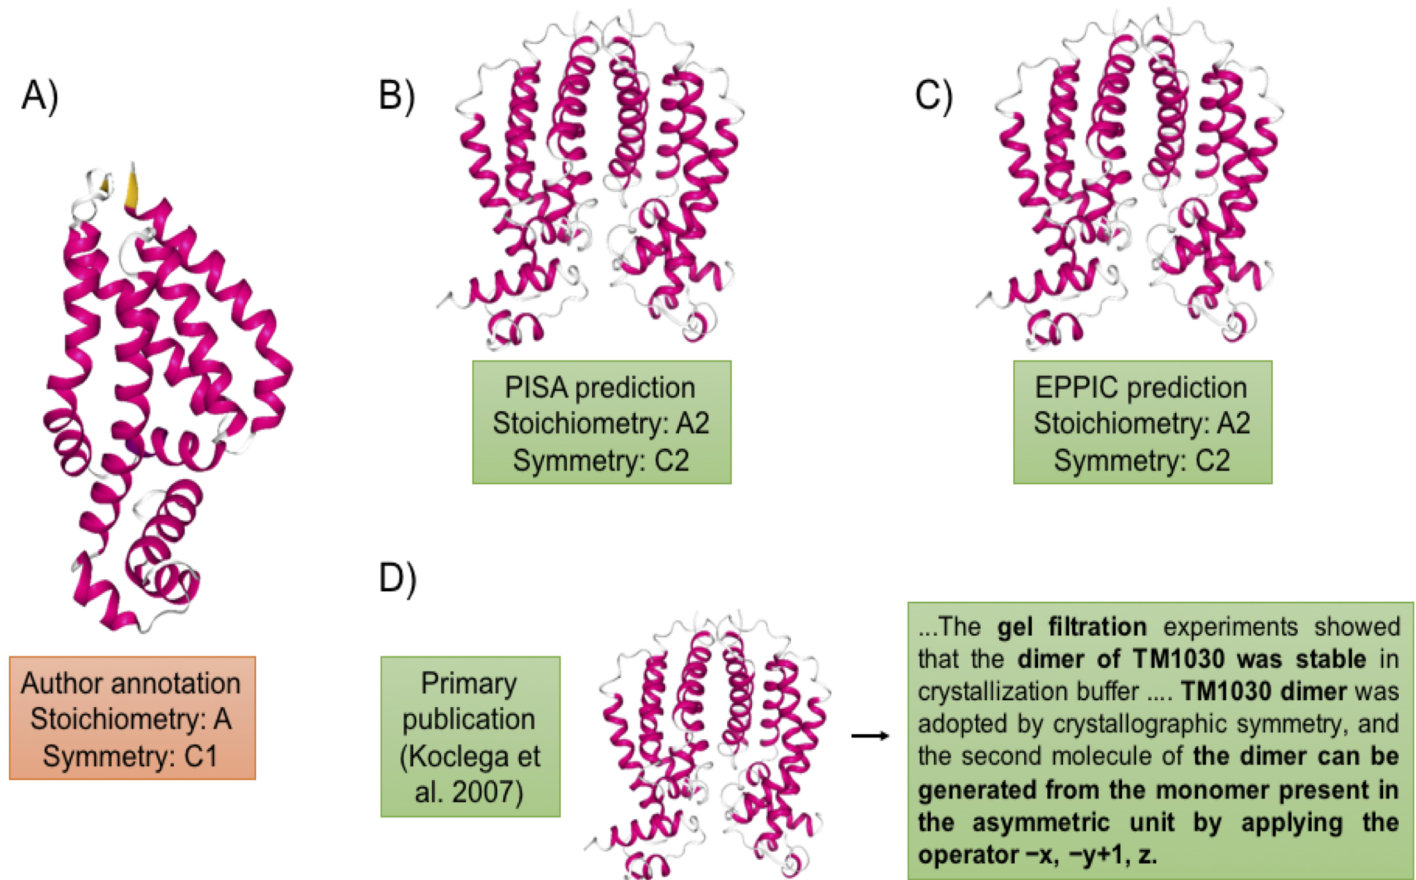 A)
B)
C)
PISA prediction
Stoichiometry: A2
Symmetry: C2
EPPIC prediction
Stoichiometry: A2
Symmetry: C2
Author annotation
Stoichiometry: A
Symmetry: C1
D)
Primary
publication
(Koclega et
al. 2007)
...The gel filtration experiments showed
that the dimer of TM1030 was stable in
crystallization buffer .... TM1030 dimer was
adopted by crystallographic symmetry, and
the second molecule of the dimer can be
generated from the monomer present in
the asymmetric unit by applying the
operator −x, −y+1, z.